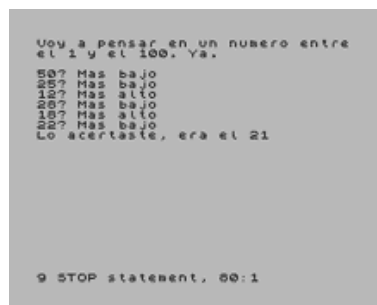 Voy a pensar en un numero entre
el 1 y el 100. Ya.
50? Mas bajo
25? Mas bajo
12? Mas alto
28? Mas bajo
18? Mas alto
22? Mas bajo
Lo acertaste, era el 21
9 STOP statement, 80:1